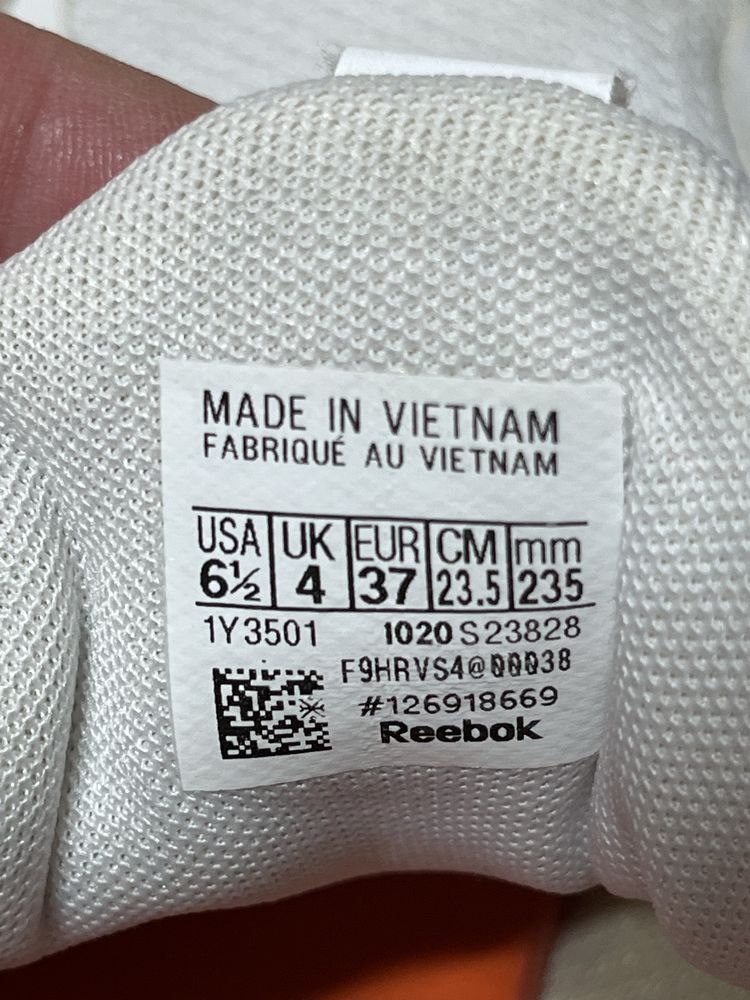 MADE IN VIETNAM
FABRIQUÉ AU VIETNAM
USA UK EUR CM mm
6½ 4 37 23.5 235
1Y3501 1020 S23828
F9HRVS4@00038
#126918669
Reebok